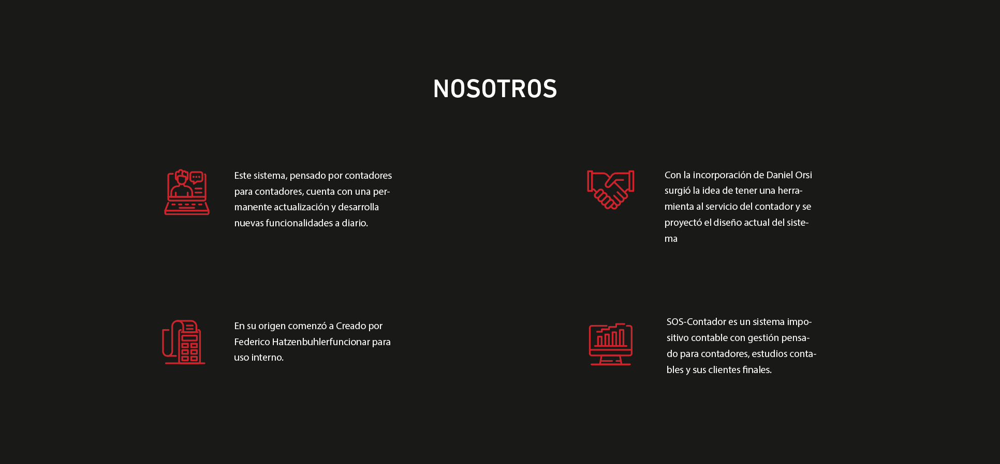 NOSOTROS
Este sistema, pensado por contadores
para contadores, cuenta con una per-
manente actualización y desarrolla
nuevas funcionalidades a diario.
Con la incorporación de Daniel Orsi
surgió la idea de tener una herra-
mienta al servicio del contador y se
proyectó el diseño actual del siste-
ma
En su origen comenzó a Creado por
Federico Hatzenbuhlerfuncionar para
uso interno.
SOS-Contador es un sistema impo-
sitivo contable con gestión pensa-
do para contadores, estudios conta-
bles y sus clientes finales.